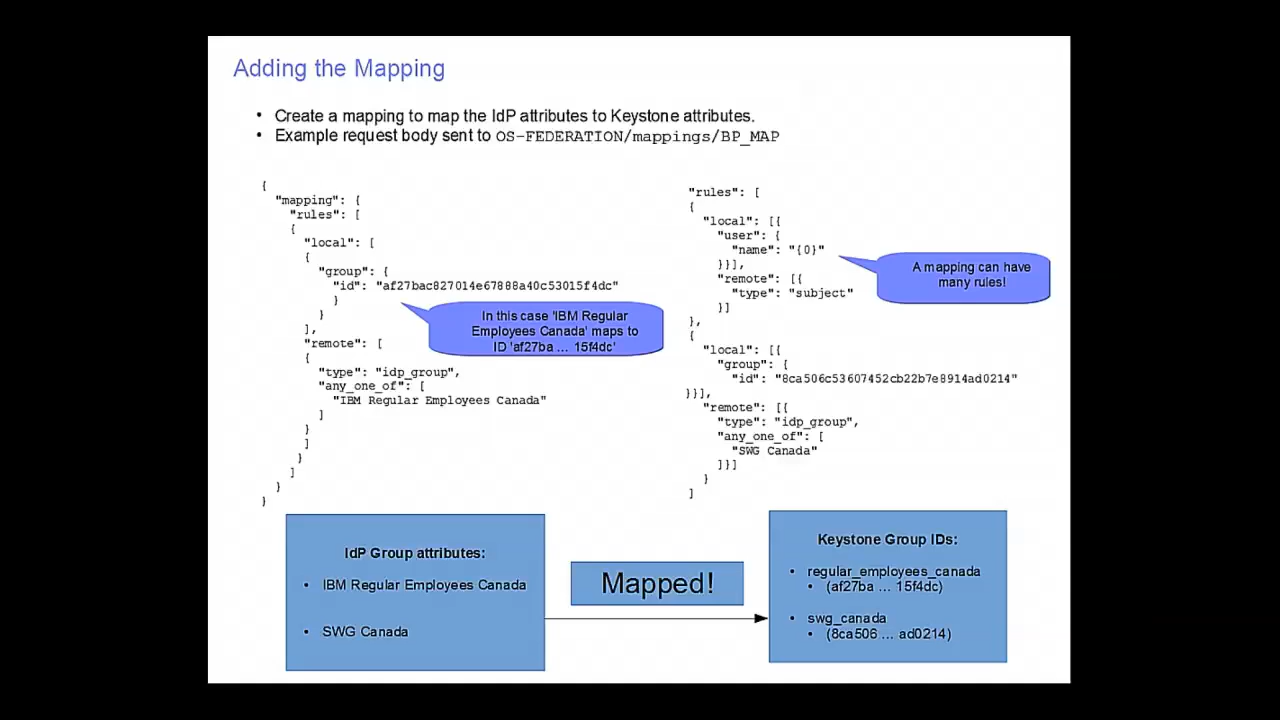 Adding the Mapping
• Create a mapping to map the IdP attributes to Keystone attributes.
• Example request body sent to OS-FEDERATION/mappings/BP_MAP
{
"mapping": {
"rules": [
{
"local": [
{
"group": {
"id": "af27bac827014e67888a40c53015f4dc"
}
}
],
"remote": [
{
"type": "idp_group",
"any_one_of": [
"IBM Regular Employees Canada"
]
}
]
}
]
}
}
In this case 'IBM Regular
Employees Canada' maps to
ID 'af27ba ... 15f4dc'
"rules": [
{
"local": [{
"user": {
"name": "{0}"
}}],
"remote": [{
"type": "subject"
}]
},
{
"local": [{
"group": {
"id": "8ca506c53607452cb22b7e8914ad0214"
}}],
"remote": [{
"type": "idp_group",
"any_one_of": [
"SWG Canada"
]}]
}
]
A mapping can have
many rules!
IdP Group attributes:
• IBM Regular Employees Canada
• SWG Canada
Mapped!
Keystone Group IDs:
• regular_employees_canada
• (af27ba ... 15f4dc)
• swg_canada
• (8ca506 ... ad0214)